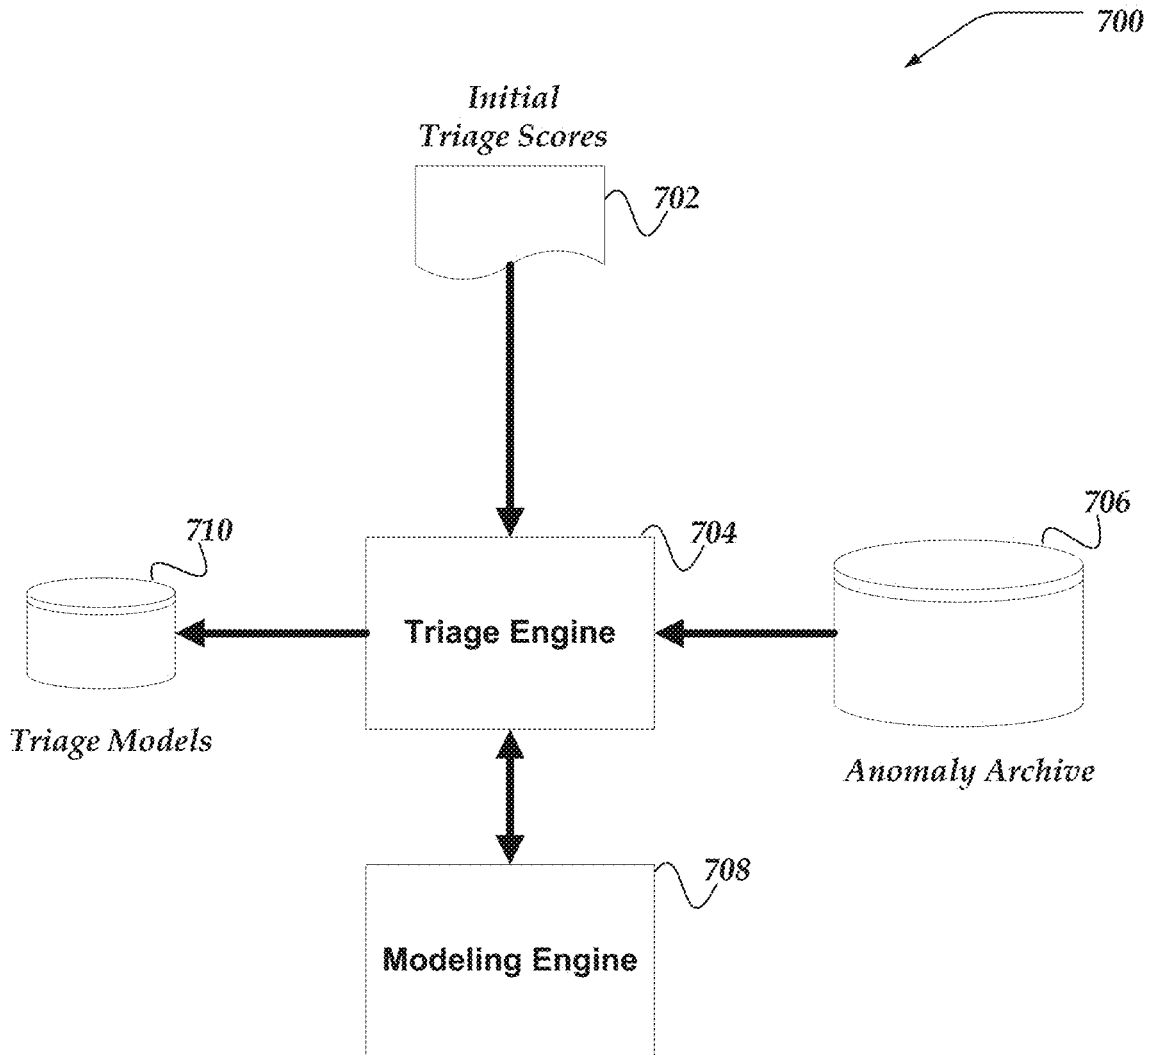 700
Initial
Triage Scores
702
710
704
706
Triage Engine
Triage Models
Anomaly Archive
708
Modeling Engine